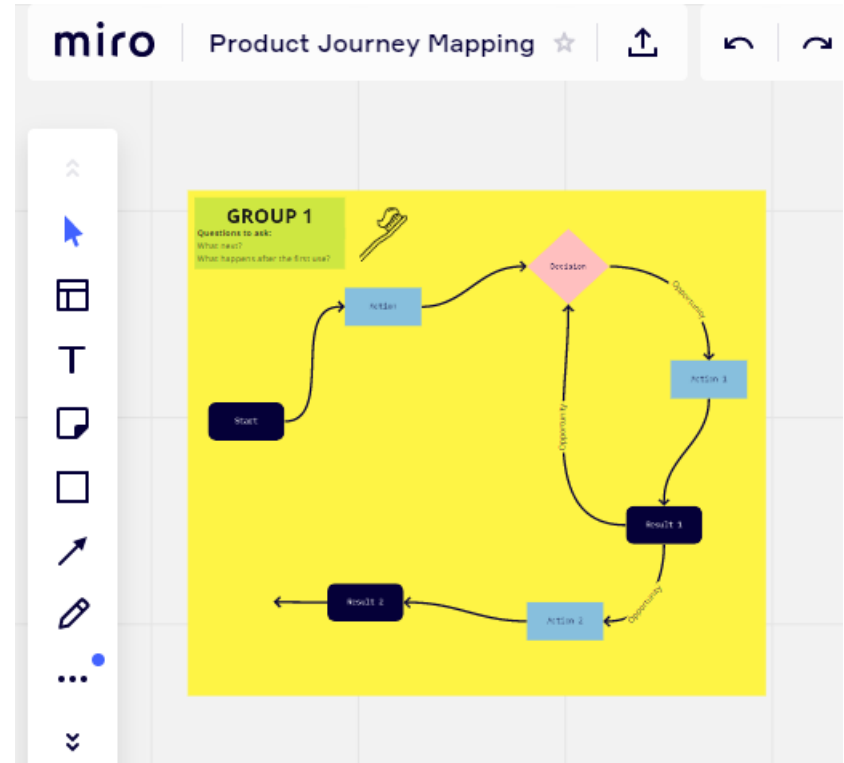 miro
Product Journey Mapping
GROUP 1
Questions to ask:
What next?
What happens after the first use?
Decision
Opportunity
Action
Action 1
Start
Opportunity
Result 1
Result 2
Opportunity
Action 2